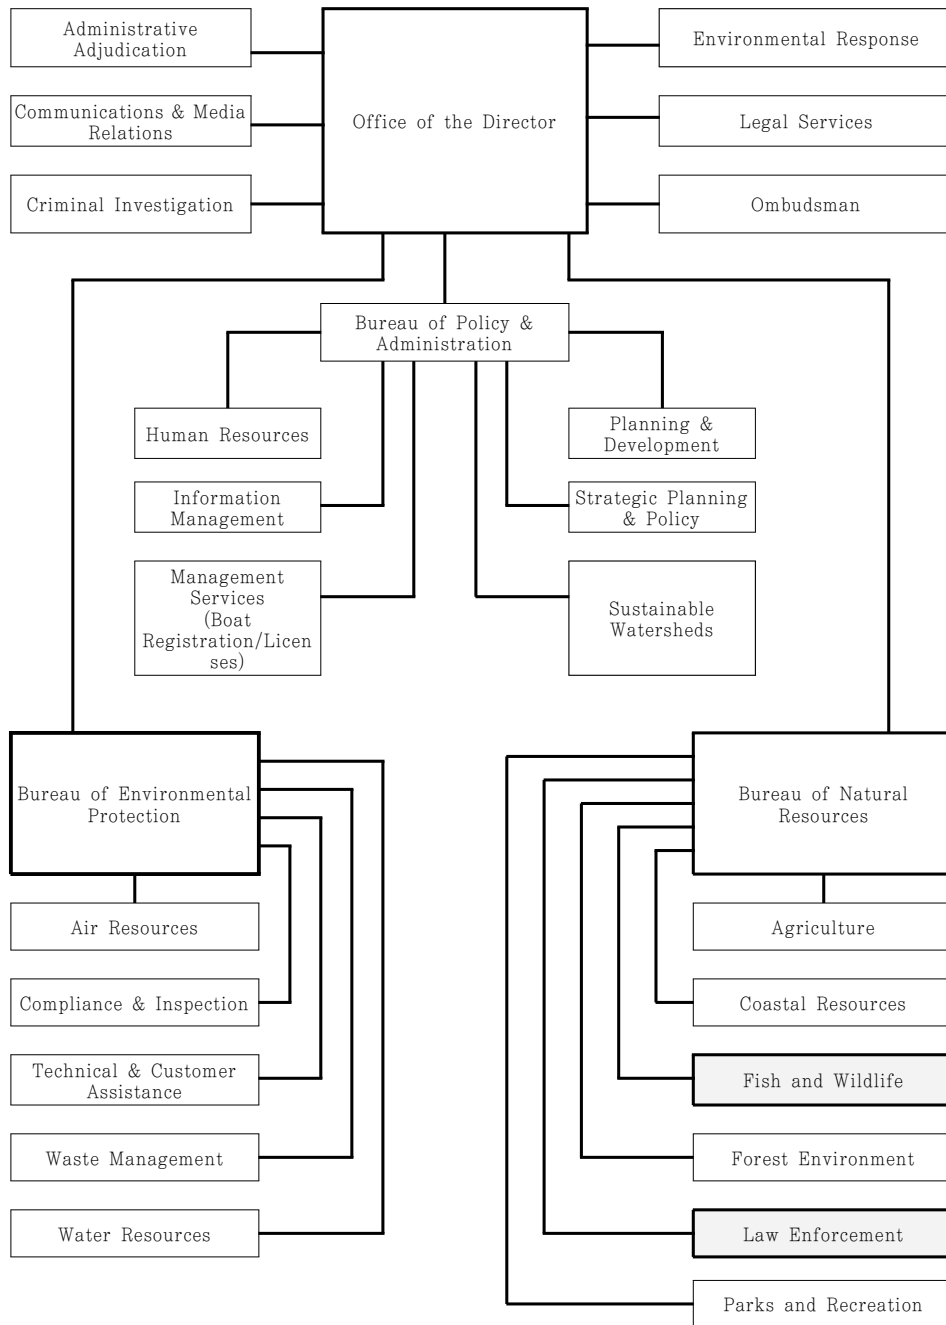 Administrative
Adjudication
Environmental Response
Communications & Media
Relations
Office of the Director
Legal Services
Criminal Investigation
Ombudsman
Bureau of Policy &
Administration
Human Resources
Planning &
Development
Information
Management
Strategic Planning
& Policy
Management
Services
(Boat
Registration/Licen
ses)
Sustainable
Watersheds
Bureau of Environmental
Protection
Bureau of Natural
Resources
Air Resources
Agriculture
Compliance & Inspection
Coastal Resources
Technical & Customer
Assistance
Fish and Wildlife
Waste Management
Forest Environment
Water Resources
Law Enforcement
Parks and Recreation